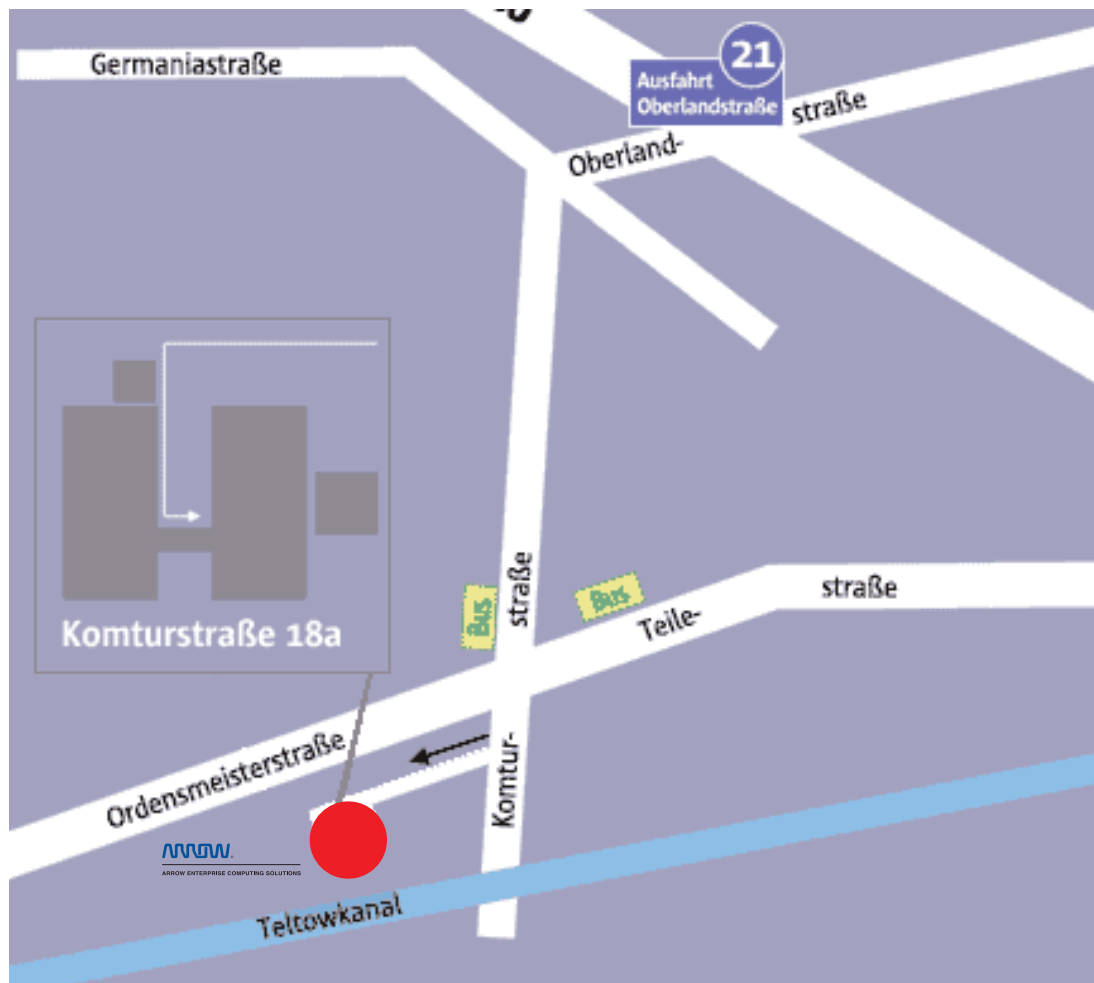 Germaniastraße
21
Ausfahrt
Oberlandstraße
straße
Oberland-
straße
Bus
Bus
straße
Teile-
Komturstraße 18a
Komtur-
Ordensmeisterstraße
ARROW.
ARROW ENTERPRISE COMPUTING SOLUTIONS
Teltowkanal